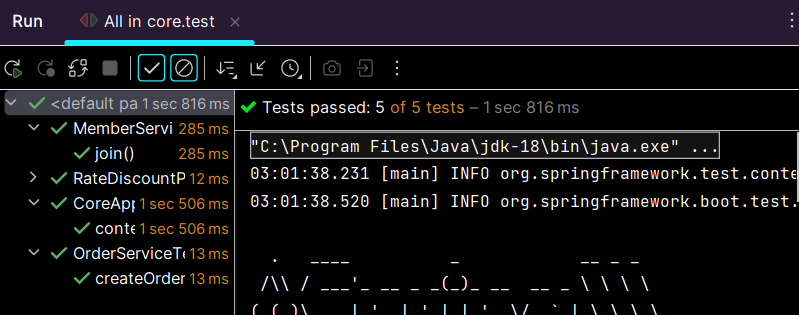 Run All in core.test
<default pa 1 sec 816 ms
MemberServi 285 ms
join() 285 ms
RateDiscountP 12 ms
CoreApp 1 sec 506 ms
conte 1 sec 506 ms
OrderServiceTe 13 ms
createOrder 13 ms
Tests passed: 5 of 5 tests – 1 sec 816 ms
"C:\Program Files\Java\jdk-18\bin\java.exe" ...
03:01:38.231 [main] INFO org.springframework.test.conte
03:01:38.520 [main] INFO org.springframework.boot.test.